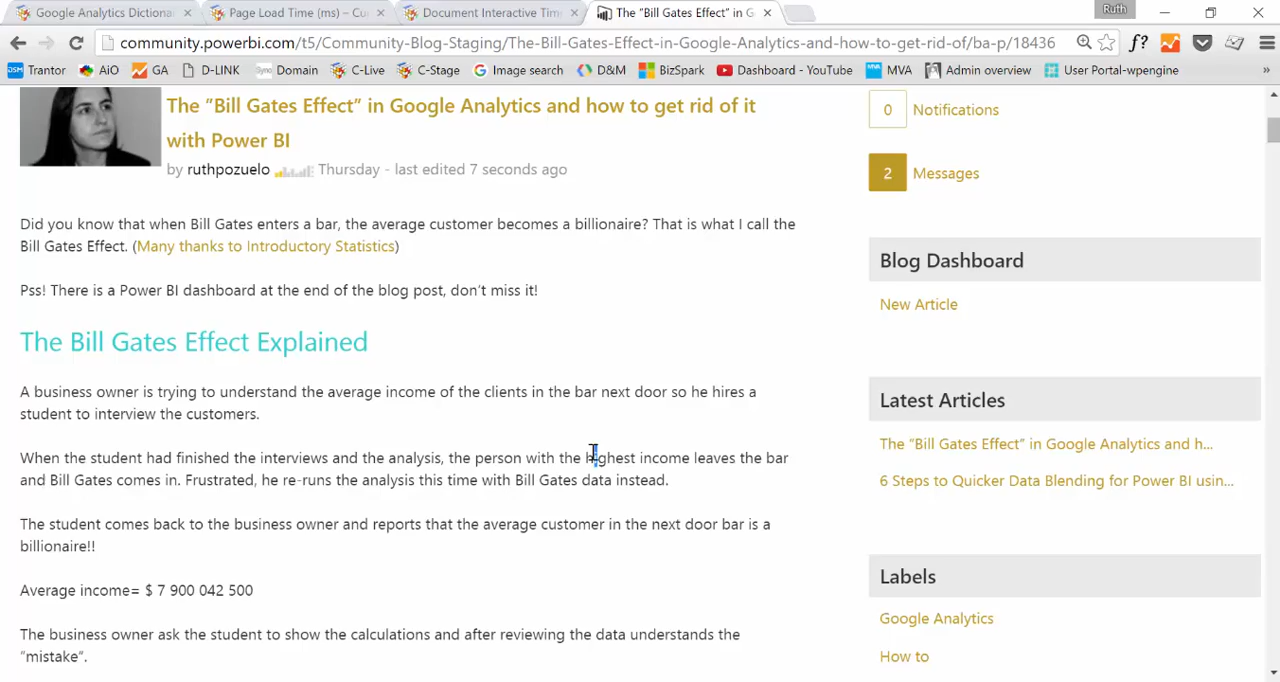 Google Analytics Dictiona
Page Load Time (ms) – Cu
Document Interactive Tim
The "Bill Gates Effect" in G
Ruth
community.powerbi.com/t5/Community-Blog-Staging/The-Bill-Gates-Effect-in-Google-Analytics-and-how-to-get-rid-of/ba-p/18436
f?
DSM Trantor AiO GA D-LINK Domain C-Live C-Stage Image search D&M BizSpark Dashboard - YouTube MVA Admin overview User Portal-wpengine »
The "Bill Gates Effect" in Google Analytics and how to get rid of it
with Power BI
by ruthpozuelo Thursday - last edited 7 seconds ago
Did you know that when Bill Gates enters a bar, the average customer becomes a billionaire? That is what I call the
Bill Gates Effect. (Many thanks to Introductory Statistics)
Pss! There is a Power BI dashboard at the end of the blog post, don't miss it!
The Bill Gates Effect Explained
A business owner is trying to understand the average income of the clients in the bar next door so he hires a
student to interview the customers.
When the student had finished the interviews and the analysis, the person with the highest income leaves the bar
and Bill Gates comes in. Frustrated, he re-runs the analysis this time with Bill Gates data instead.
The student comes back to the business owner and reports that the average customer in the next door bar is a
billionaire!!
Average income= $ 7 900 042 500
The business owner ask the student to show the calculations and after reviewing the data understands the
"mistake".
0 Notifications
2 Messages
Blog Dashboard
New Article
Latest Articles
The "Bill Gates Effect" in Google Analytics and h...
6 Steps to Quicker Data Blending for Power BI usin...
Labels
Google Analytics
How to